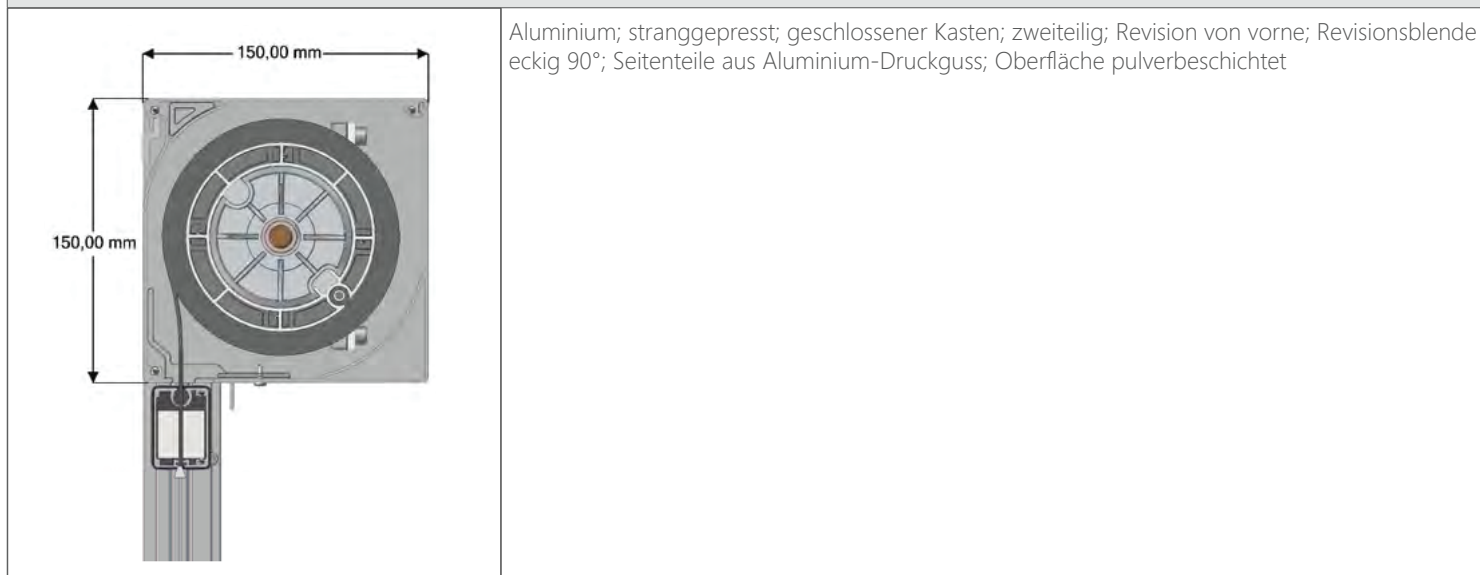 Aluminium; stranggepresst; geschlossener Kasten; zweiteilig; Revision von vorne; Revisionsblende
eckig 90°; Seitenteile aus Aluminium-Druckguss; Oberfläche pulverbeschichtet
150,00 mm
150,00 mm